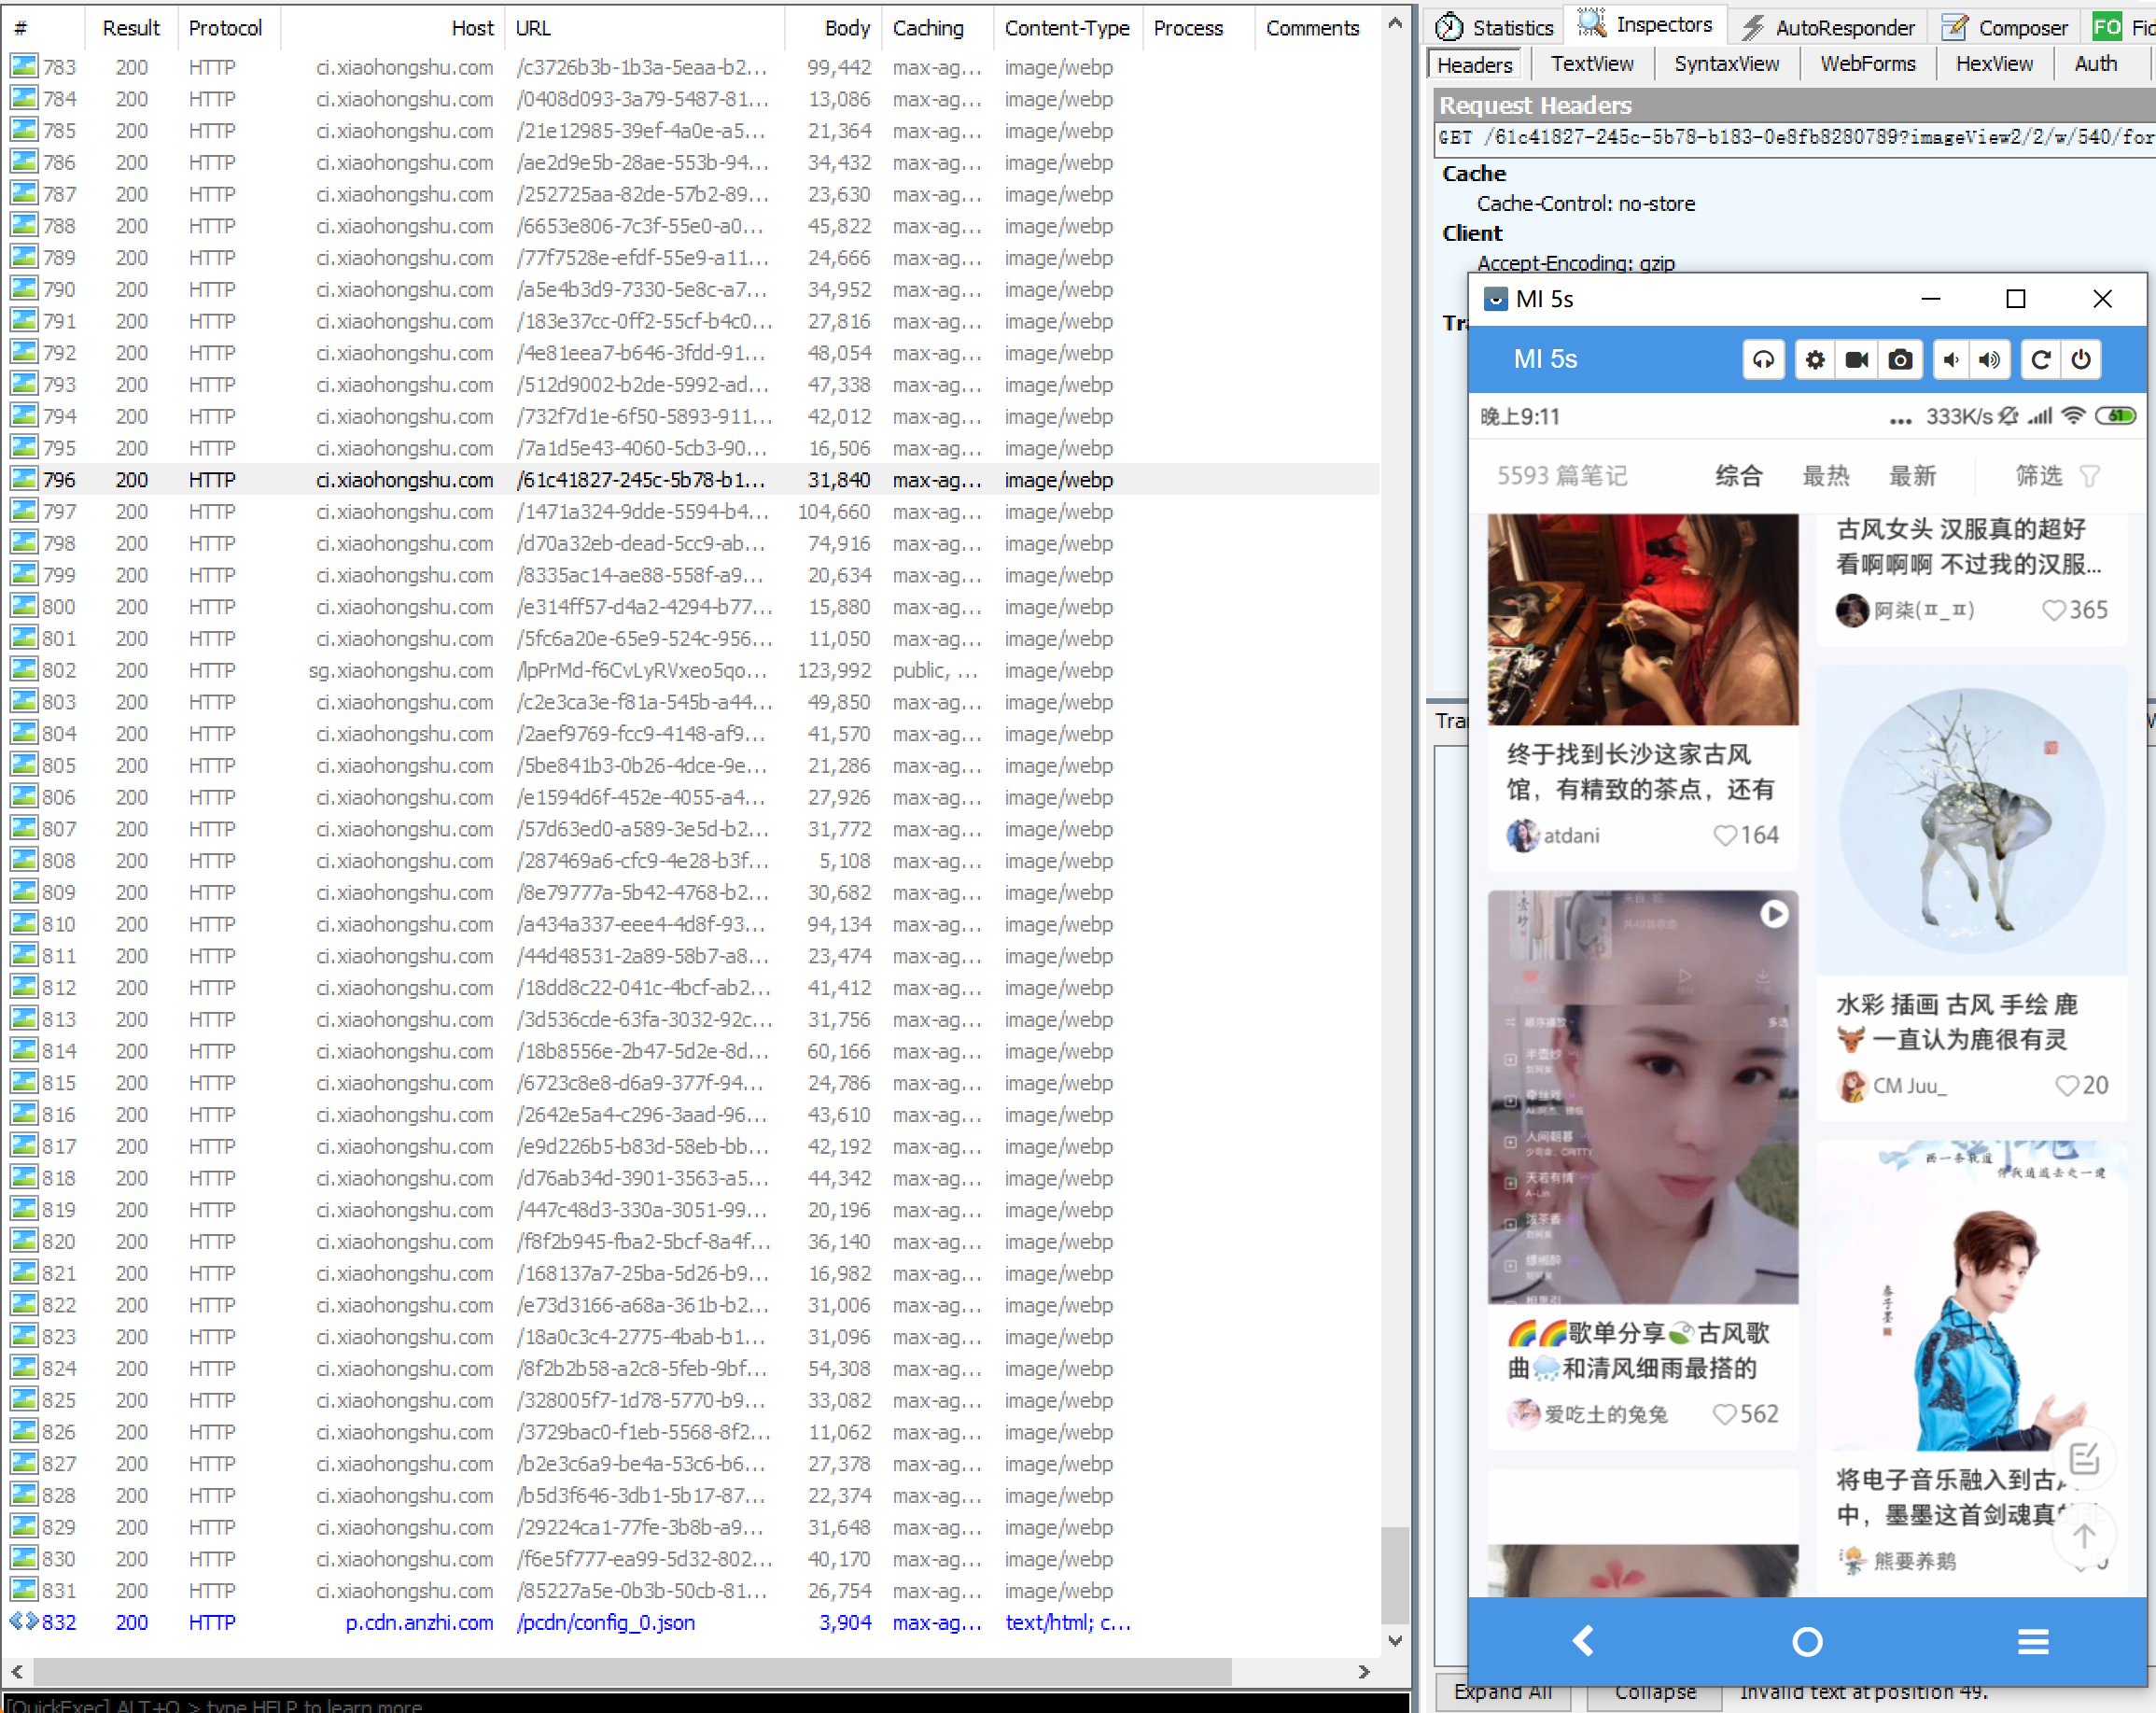 # Result Protocol Host URL Body Caching Content-Type Process Comments
783 200 HTTP ci.xiaohongshu.com /c3726b3b-1b3a-5eaa-b2... 99,442 max-ag... image/webp
784 200 HTTP ci.xiaohongshu.com /0408d093-3a79-5487-81... 13,086 max-ag... image/webp
785 200 HTTP ci.xiaohongshu.com /21e12985-39ef-4a0e-a5... 21,364 max-ag... image/webp
786 200 HTTP ci.xiaohongshu.com /ae2d9e5b-28ae-553b-94... 34,432 max-ag... image/webp
787 200 HTTP ci.xiaohongshu.com /252725aa-82de-57b2-89... 23,630 max-ag... image/webp
788 200 HTTP ci.xiaohongshu.com /6653e806-7c3f-55e0-a0... 45,822 max-ag... image/webp
789 200 HTTP ci.xiaohongshu.com /77f7528e-efdf-55e9-a11... 24,666 max-ag... image/webp
790 200 HTTP ci.xiaohongshu.com /a5e4b3d9-7330-5e8c-a7... 34,952 max-ag... image/webp
791 200 HTTP ci.xiaohongshu.com /183e37cc-0ff2-55cf-b4c0... 27,816 max-ag... image/webp
792 200 HTTP ci.xiaohongshu.com /4e81eea7-b646-3fdd-91... 48,054 max-ag... image/webp
793 200 HTTP ci.xiaohongshu.com /512d9002-b2de-5992-ad... 47,338 max-ag... image/webp
794 200 HTTP ci.xiaohongshu.com /732f7d1e-6f50-5893-911... 42,012 max-ag... image/webp
795 200 HTTP ci.xiaohongshu.com /7a1d5e43-4060-5cb3-90... 16,506 max-ag... image/webp
796 200 HTTP ci.xiaohongshu.com /61c41827-245c-5b78-b1... 31,840 max-ag... image/webp
797 200 HTTP ci.xiaohongshu.com /1471a324-9dde-5594-b4... 104,660 max-ag... image/webp
798 200 HTTP ci.xiaohongshu.com /d70a32eb-dead-5cc9-ab... 74,916 max-ag... image/webp
799 200 HTTP ci.xiaohongshu.com /8335ac14-ae88-558f-a9... 20,634 max-ag... image/webp
800 200 HTTP ci.xiaohongshu.com /e314ff57-d4a2-4294-b77... 15,880 max-ag... image/webp
801 200 HTTP ci.xiaohongshu.com /5fc6a20e-65e9-524c-956... 11,050 max-ag... image/webp
802 200 HTTP sg.xiaohongshu.com /lpPrMd-f6CvLyRVxeo5qo... 123,992 public, ... image/webp
803 200 HTTP ci.xiaohongshu.com /c2e3ca3e-f81a-545b-a44... 49,850 max-ag... image/webp
804 200 HTTP ci.xiaohongshu.com /2aef9769-fcc9-4148-af9... 41,570 max-ag... image/webp
805 200 HTTP ci.xiaohongshu.com /5be841b3-0b26-4dce-9e... 21,286 max-ag... image/webp
806 200 HTTP ci.xiaohongshu.com /e1594d6f-452e-4055-a4... 27,926 max-ag... image/webp
807 200 HTTP ci.xiaohongshu.com /57d63ed0-a589-3e5d-b2... 31,772 max-ag... image/webp
808 200 HTTP ci.xiaohongshu.com /287469a6-cfc9-4e28-b3f... 5,108 max-ag... image/webp
809 200 HTTP ci.xiaohongshu.com /8e79777a-5b42-4768-b2... 30,682 max-ag... image/webp
810 200 HTTP ci.xiaohongshu.com /a434a337-eee4-4d8f-93... 94,134 max-ag... image/webp
811 200 HTTP ci.xiaohongshu.com /44d48531-2a89-58b7-a8... 23,474 max-ag... image/webp
812 200 HTTP ci.xiaohongshu.com /18dd8c22-041c-4bcf-ab2... 41,412 max-ag... image/webp
813 200 HTTP ci.xiaohongshu.com /3d536cde-63fa-3032-92c... 31,756 max-ag... image/webp
814 200 HTTP ci.xiaohongshu.com /18b8556e-2b47-5d2e-8d... 60,166 max-ag... image/webp
815 200 HTTP ci.xiaohongshu.com /6723c8e8-d6a9-377f-94... 24,786 max-ag... image/webp
816 200 HTTP ci.xiaohongshu.com /2642e5a4-c296-3aad-96... 43,610 max-ag... image/webp
817 200 HTTP ci.xiaohongshu.com /e9d226b5-b83d-58eb-bb... 42,192 max-ag... image/webp
818 200 HTTP ci.xiaohongshu.com /d76ab34d-3901-3563-a5... 44,342 max-ag... image/webp
819 200 HTTP ci.xiaohongshu.com /447c48d3-330a-3051-99... 20,196 max-ag... image/webp
820 200 HTTP ci.xiaohongshu.com /f8f2b945-fba2-5bcf-8a4f... 36,140 max-ag... image/webp
821 200 HTTP ci.xiaohongshu.com /168137a7-25ba-5d26-b9... 16,982 max-ag... image/webp
822 200 HTTP ci.xiaohongshu.com /e73d3166-a68a-361b-b2... 31,006 max-ag... image/webp
823 200 HTTP ci.xiaohongshu.com /18a0c3c4-2775-4bab-b1... 31,096 max-ag... image/webp
824 200 HTTP ci.xiaohongshu.com /8f2b2b58-a2c8-5feb-9bf... 54,308 max-ag... image/webp
825 200 HTTP ci.xiaohongshu.com /328005f7-1d78-5770-b9... 33,082 max-ag... image/webp
826 200 HTTP ci.xiaohongshu.com /3729bac0-f1eb-5568-8f2... 11,062 max-ag... image/webp
827 200 HTTP ci.xiaohongshu.com /b2e3c6a9-be4a-53c6-b6... 27,378 max-ag... image/webp
828 200 HTTP ci.xiaohongshu.com /b5d3f646-3db1-5b17-87... 22,374 max-ag... image/webp
829 200 HTTP ci.xiaohongshu.com /29224ca1-77fe-3b8b-a9... 31,648 max-ag... image/webp
830 200 HTTP ci.xiaohongshu.com /f6e5f777-ea99-5d32-802... 40,170 max-ag... image/webp
831 200 HTTP ci.xiaohongshu.com /85227a5e-0b3b-50cb-81... 26,754 max-ag... image/webp
832 200 HTTP p.cdn.anzhi.com /pcdn/config_0.json 3,904 max-ag... text/html; c...
[QuickExec] ALT+Q > type HELP to learn more
Statistics Inspectors AutoResponder Composer FO Fid
Headers TextView SyntaxView WebForms HexView Auth
Request Headers
GET /61c41827-245c-5b78-b183-0e8fb8280789?imageView2/2/w/540/for
Cache
Cache-Control: no-store
Client
Accept-Encoding: gzip
Tra
Tra
MI 5s
MI 5s
晚上9:11 ... 333K/s 61
5593 篇笔记 综合 最热 最新 筛选
古风女头 汉服真的超好
看啊啊啊 不过我的汉服...
阿柒(ㅍ_ㅍ) 365
终于找到长沙这家古风
馆，有精致的茶点，还有
atdani 164
水彩 插画 古风 手绘 鹿
一直认为鹿很有灵
CM Juu_ 20
顺序播放 多选
半壶纱
刘珂矣
牵丝戏
人间朝暮
天若有情
A-Lin
泼茶香
缥缃醉
歌单分享古风歌
曲和清风细雨最搭的
爱吃土的兔兔 562
将电子音乐融入到古
中，墨墨这首剑魂真的
熊要养鹅
Expand All Collapse Invalid text at position 49.